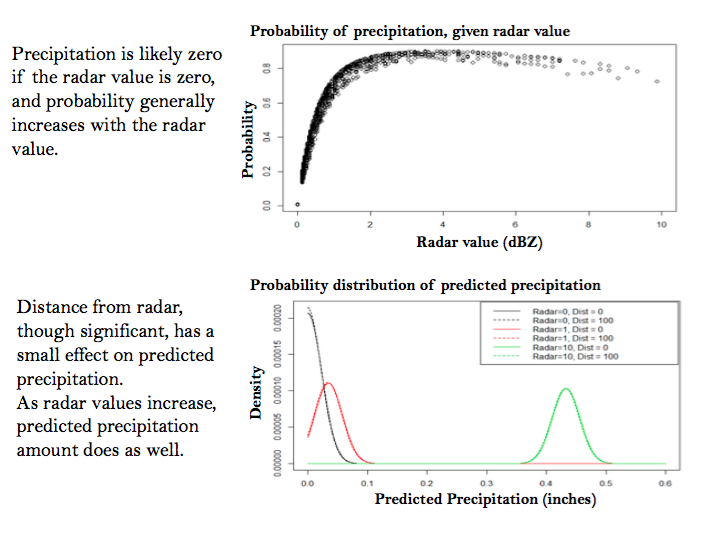 Probability of precipitation, given radar value
Precipitation is likely zero
if the radar value is zero,
and probability generally
increases with the radar
value.
Probability
0.8
0.6
0.4
0.2
0.0
0
2
4
6
8
10
Radar value (dBZ)
Probability distribution of predicted precipitation
Distance from radar,
though significant, has a
small effect on predicted
precipitation.
As radar values increase,
predicted precipitation
amount does as well.
Density
0.00020
0.00015
0.00010
0.00005
0.00000
Radar=0, Dist = 0
Radar=0, Dist = 100
Radar=1, Dist = 0
Radar=1, Dist = 100
Radar=10, Dist = 0
Radar=10, Dist = 100
0.0
0.1
0.2
0.3
0.4
0.5
0.6
Predicted Precipitation (inches)